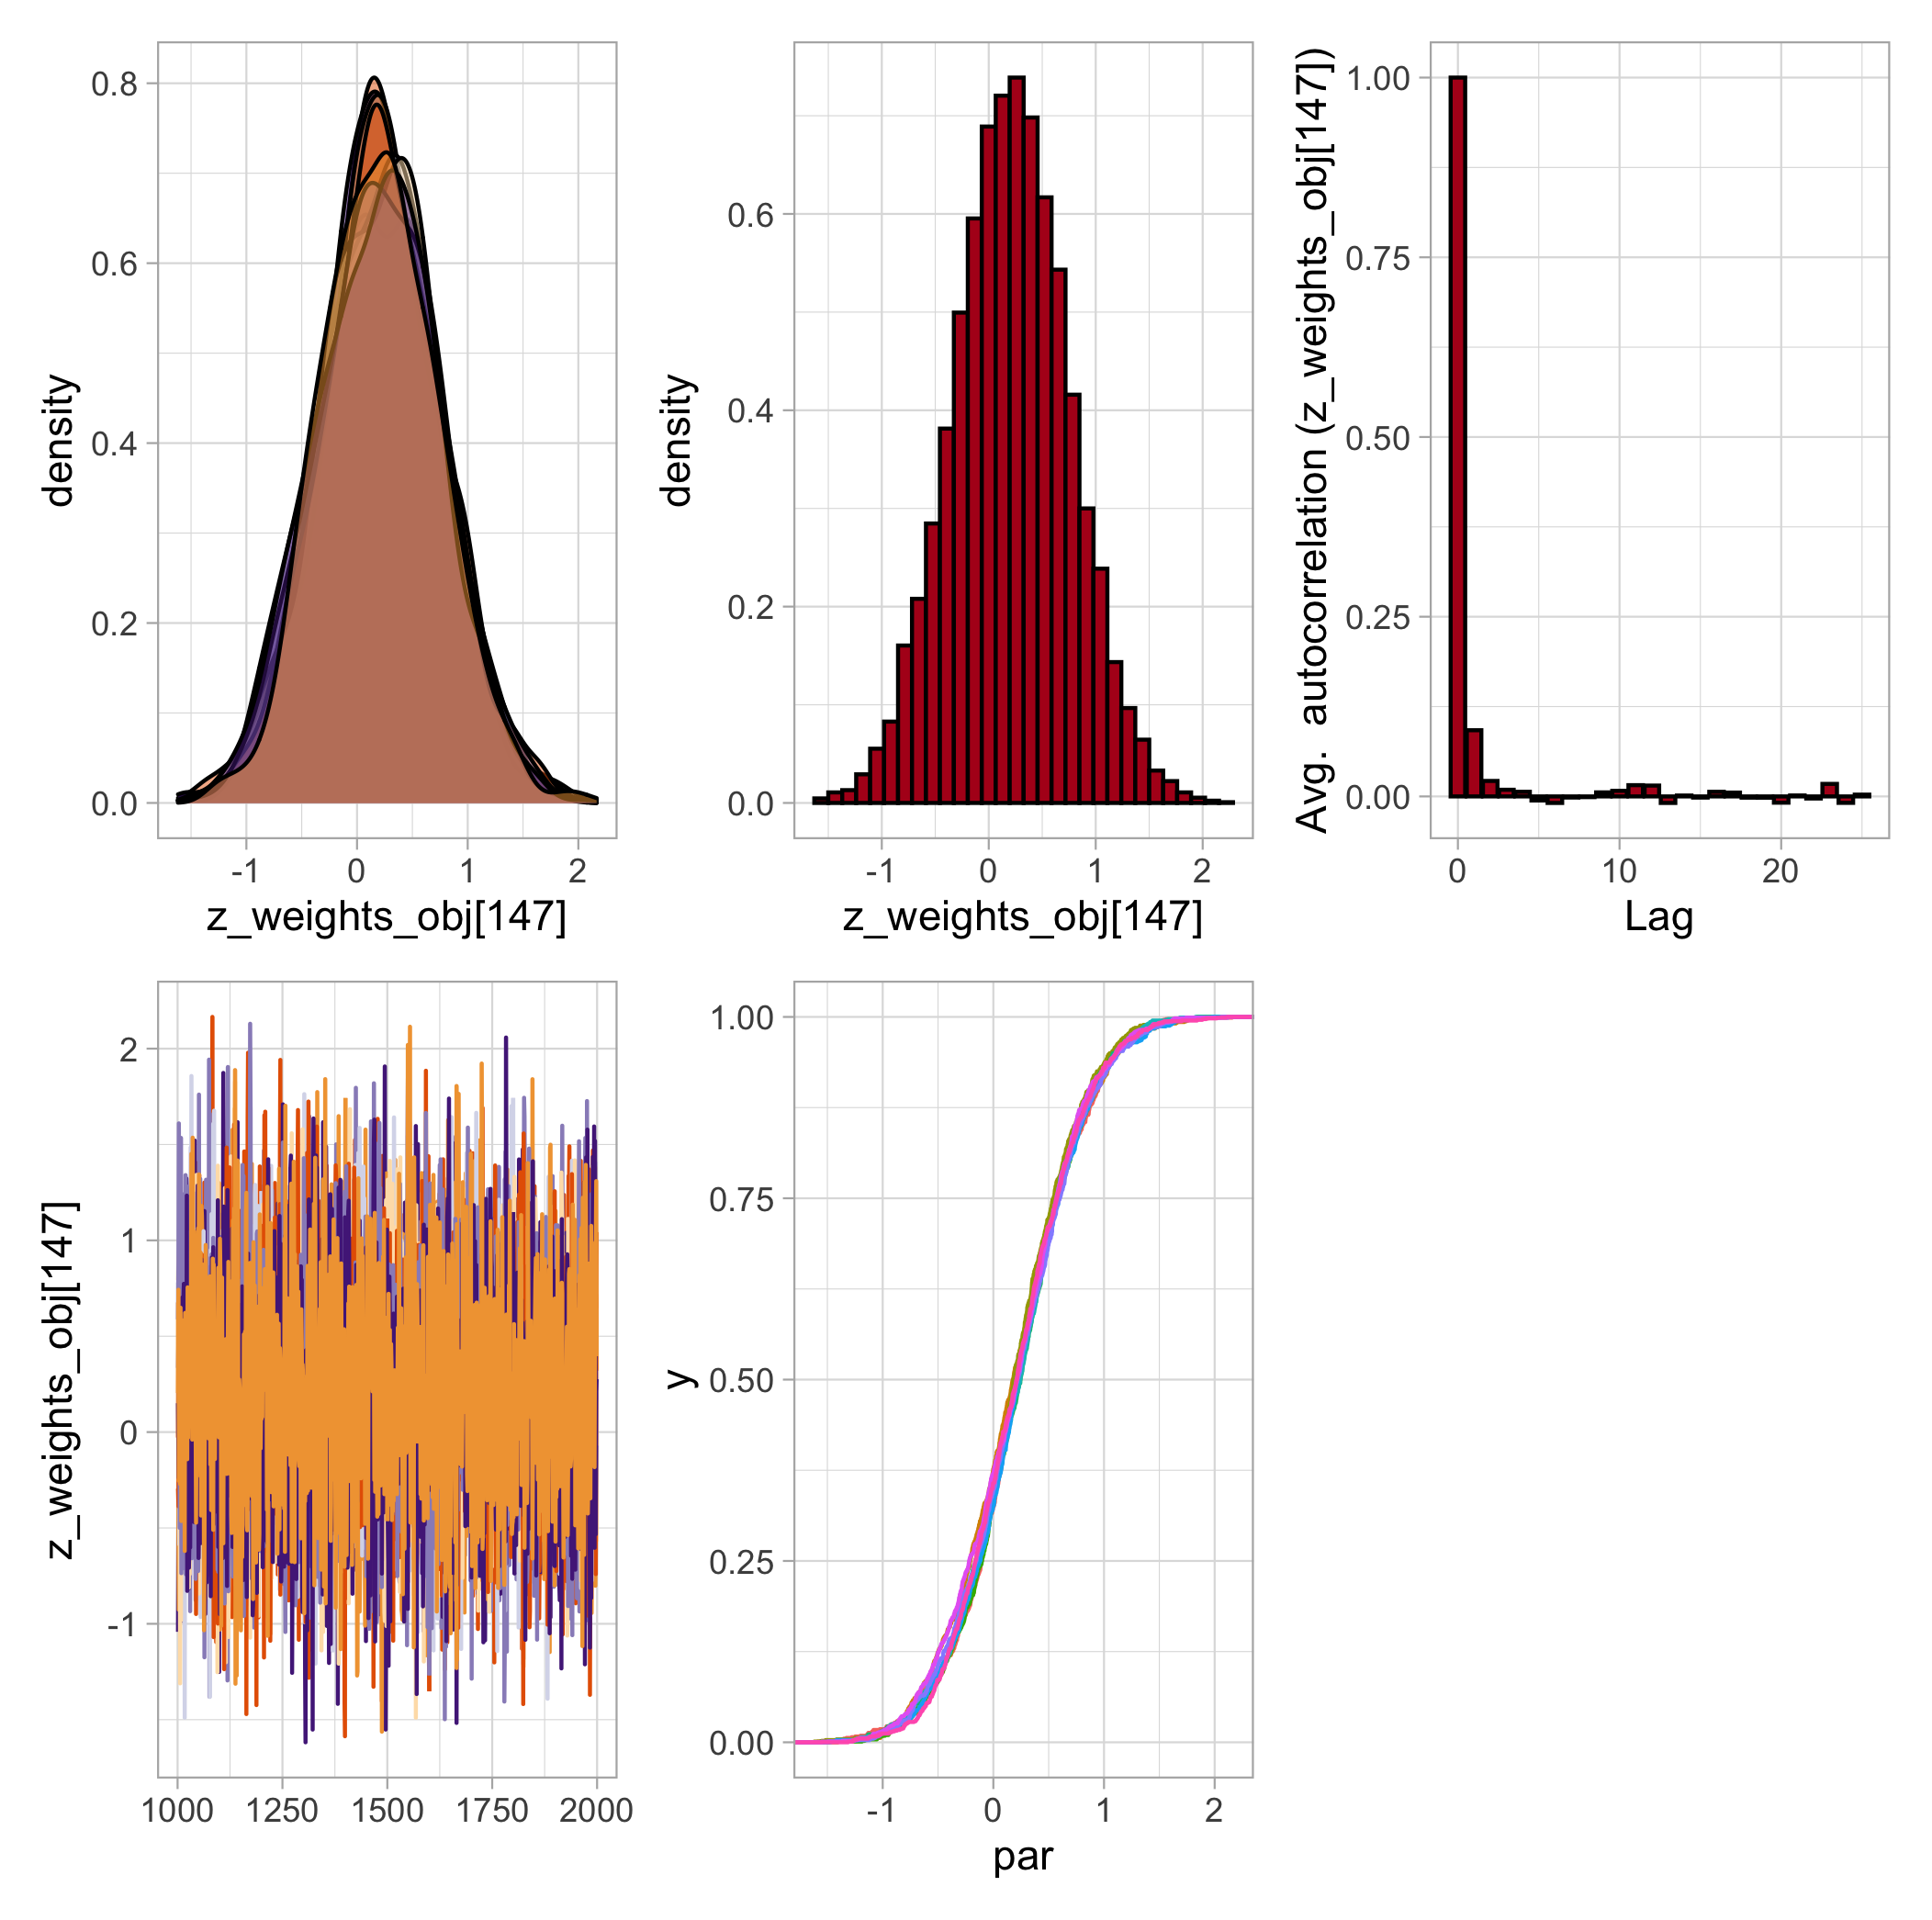 density
0.8
0.6
0.4
0.2
0.0
-1 0 1 2
z_weights_obj[147]
density
0.6
0.4
0.2
0.0
-1 0 1 2
z_weights_obj[147]
Avg. autocorrelation (z_weights_obj[147])
1.00
0.75
0.50
0.25
0.00
0 10 20
Lag
z_weights_obj[147]
2
1
0
-1
1000 1250 1500 1750 2000
y
1.00
0.75
0.50
0.25
0.00
-1 0 1 2
par